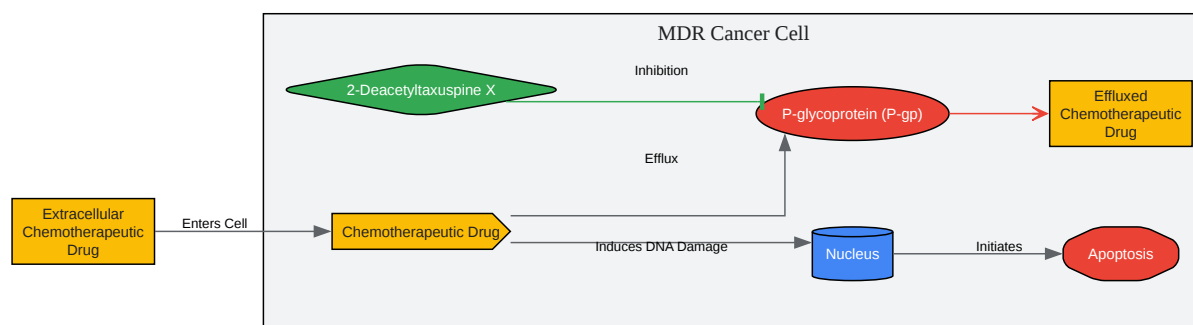 MDR Cancer Cell
Inhibition
2-Deacetyltaxuspine X
P-glycoprotein (P-gp)
Effluxed
Chemotherapeutic
Drug
Efflux
Extracellular
Chemotherapeutic
Drug
Enters Cell
Chemotherapeutic Drug
Induces DNA Damage
Nucleus
Initiates
Apoptosis